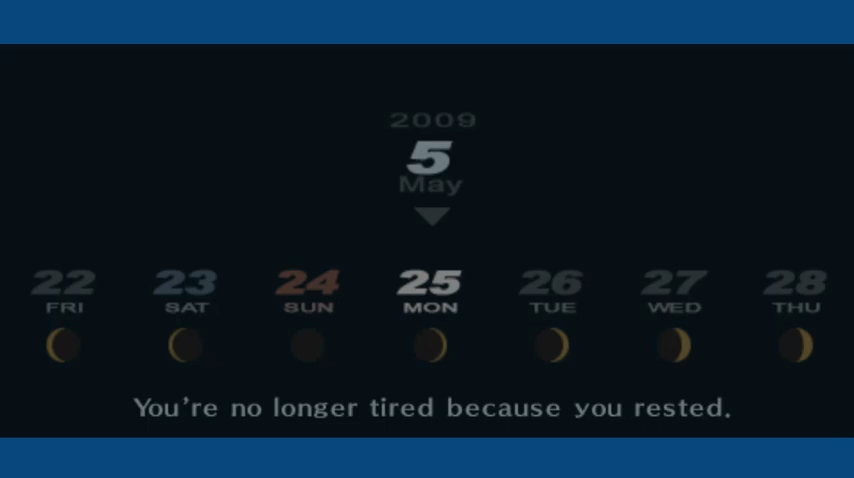 2009
5
May
22 23 24 25 26 27 28
FRI SAT SUN MON TUE WED THU
You're no longer tired because you rested.